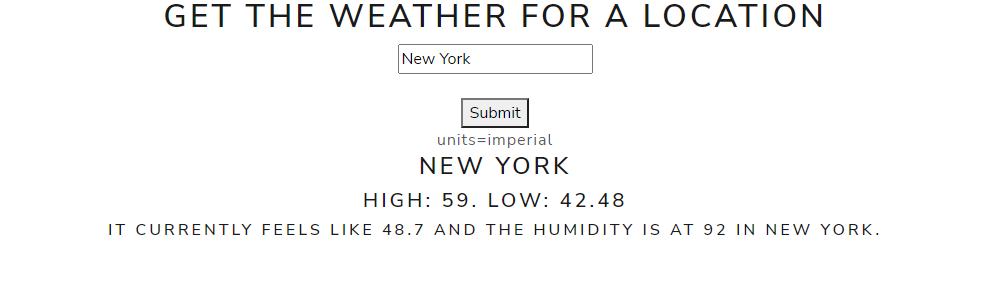 GET THE WEATHER FOR A LOCATION
New York
Submit
units=imperial
NEW YORK
HIGH: 59. LOW: 42.48
IT CURRENTLY FEELS LIKE 48.7 AND THE HUMIDITY IS AT 92 IN NEW YORK.